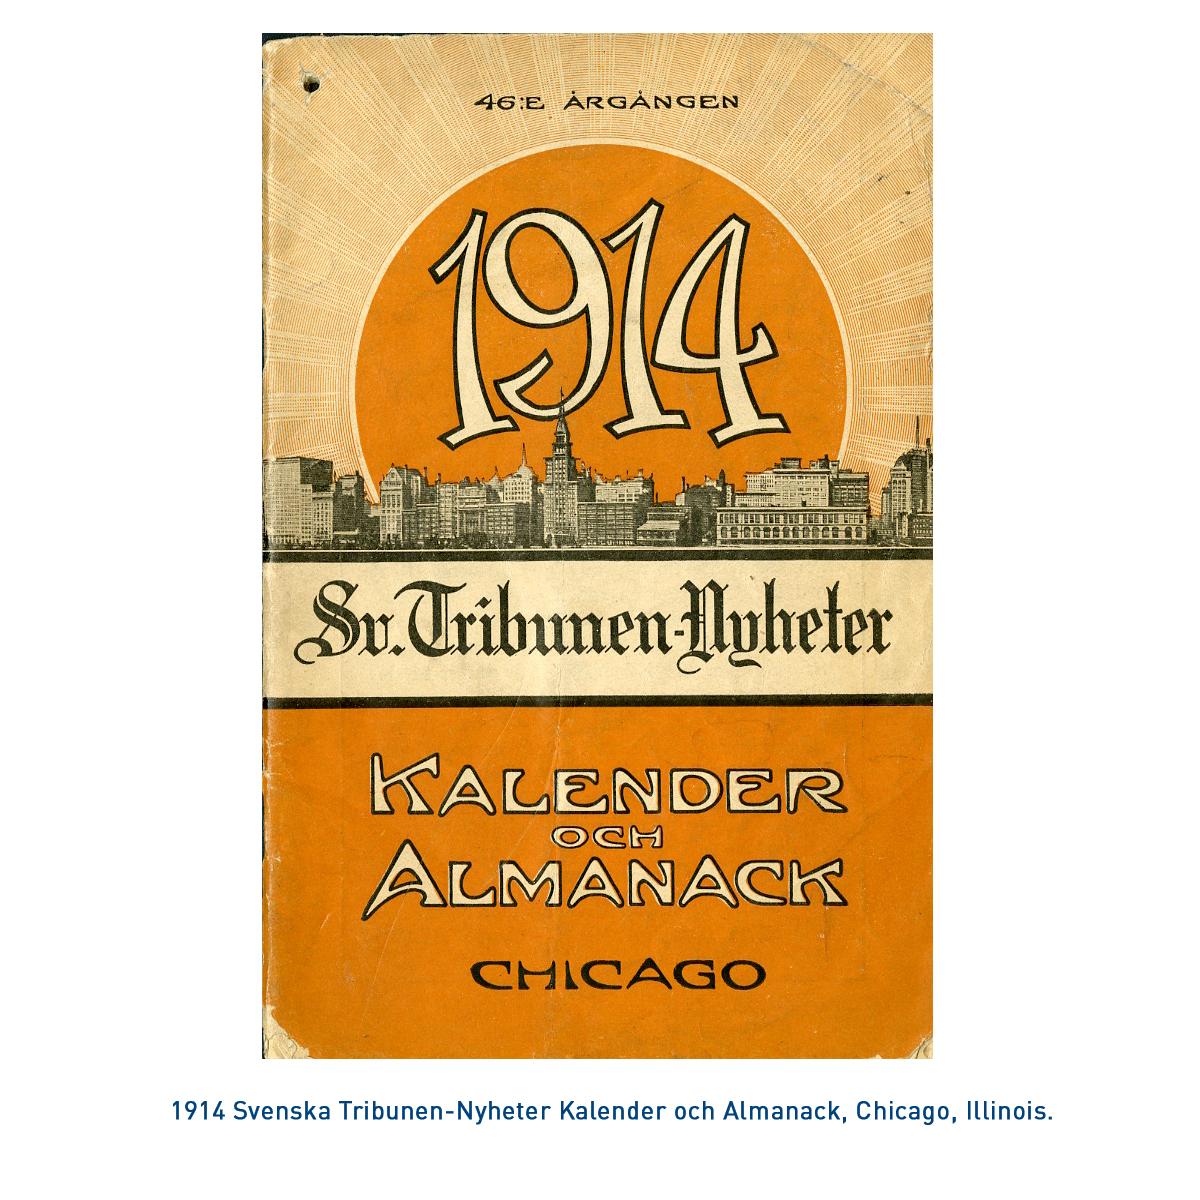 46:E ÅRGÅNGEN
1914
Sv. Tribunen-Nyheter
KALENDER
OCH
ALMANACK
CHICAGO
1914 Svenska Tribunen-Nyheter Kalender och Almanack, Chicago, Illinois.